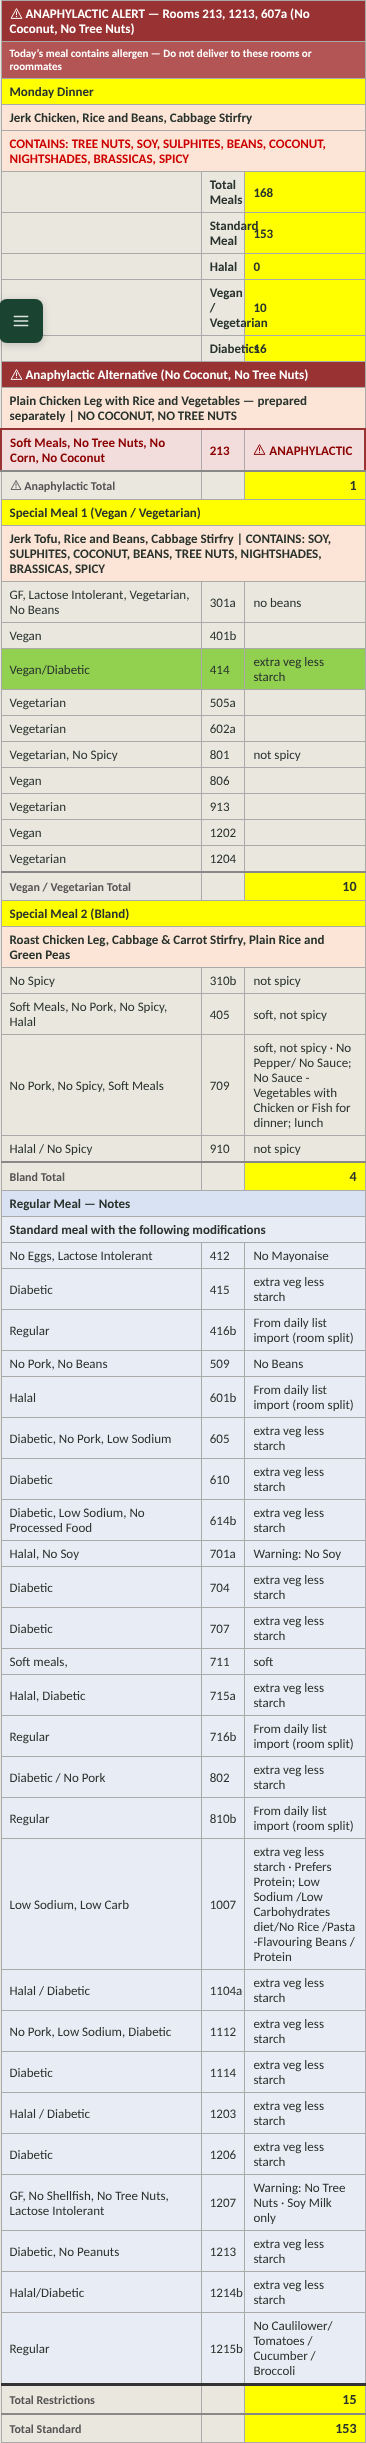 ⚠ ANAPHYLACTIC ALERT — Rooms 213, 1213, 607a (No
Coconut, No Tree Nuts)
Today's meal contains allergen — Do not deliver to these rooms or
roommates
Monday Dinner
Jerk Chicken, Rice and Beans, Cabbage Stirfry
CONTAINS: TREE NUTS, SOY, SULPHITES, BEANS, COCONUT,
NIGHTSHADES, BRASSICAS, SPICY
Total
Meals
168
Standard
Meal
153
Halal
0
Vegan
/
Vegetarian
10
Diabetics
16
⚠ Anaphylactic Alternative (No Coconut, No Tree Nuts)
Plain Chicken Leg with Rice and Vegetables — prepared
separately | NO COCONUT, NO TREE NUTS
Soft Meals, No Tree Nuts, No
Corn, No Coconut
213
⚠ ANAPHYLACTIC
⚠ Anaphylactic Total
1
Special Meal 1 (Vegan / Vegetarian)
Jerk Tofu, Rice and Beans, Cabbage Stirfry | CONTAINS: SOY,
SULPHITES, COCONUT, BEANS, TREE NUTS, NIGHTSHADES,
BRASSICAS, SPICY
GF, Lactose Intolerant, Vegetarian,
No Beans
301a
no beans
Vegan
401b
Vegan/Diabetic
414
extra veg less
starch
Vegetarian
505a
Vegetarian
602a
Vegetarian, No Spicy
801
not spicy
Vegan
806
Vegetarian
913
Vegan
1202
Vegetarian
1204
Vegan / Vegetarian Total
10
Special Meal 2 (Bland)
Roast Chicken Leg, Cabbage & Carrot Stirfry, Plain Rice and
Green Peas
No Spicy
310b
not spicy
Soft Meals, No Pork, No Spicy,
Halal
405
soft, not spicy
No Pork, No Spicy, Soft Meals
709
soft, not spicy · No
Pepper/ No Sauce;
No Sauce -
Vegetables with
Chicken or Fish for
dinner; lunch
Halal / No Spicy
910
not spicy
Bland Total
4
Regular Meal — Notes
Standard meal with the following modifications
No Eggs, Lactose Intolerant
412
No Mayonaise
Diabetic
415
extra veg less
starch
Regular
416b
From daily list
import (room split)
No Pork, No Beans
509
No Beans
Halal
601b
From daily list
import (room split)
Diabetic, No Pork, Low Sodium
605
extra veg less
starch
Diabetic
610
extra veg less
starch
Diabetic, Low Sodium, No
Processed Food
614b
extra veg less
starch
Halal, No Soy
701a
Warning: No Soy
Diabetic
704
extra veg less
starch
Diabetic
707
extra veg less
starch
Soft meals,
711
soft
Halal, Diabetic
715a
extra veg less
starch
Regular
716b
From daily list
import (room split)
Diabetic / No Pork
802
extra veg less
starch
Regular
810b
From daily list
import (room split)
Low Sodium, Low Carb
1007
extra veg less
starch · Prefers
Protein; Low
Sodium /Low
Carbohydrates
diet/No Rice /Pasta
-Flavouring Beans /
Protein
Halal / Diabetic
1104a
extra veg less
starch
No Pork, Low Sodium, Diabetic
1112
extra veg less
starch
Diabetic
1114
extra veg less
starch
Halal / Diabetic
1203
extra veg less
starch
Diabetic
1206
extra veg less
starch
GF, No Shellfish, No Tree Nuts,
Lactose Intolerant
1207
Warning: No Tree
Nuts · Soy Milk
only
Diabetic, No Peanuts
1213
extra veg less
starch
Halal/Diabetic
1214b
extra veg less
starch
Regular
1215b
No Caulilower/
Tomatoes /
Cucumber /
Broccoli
Total Restrictions
15
Total Standard
153